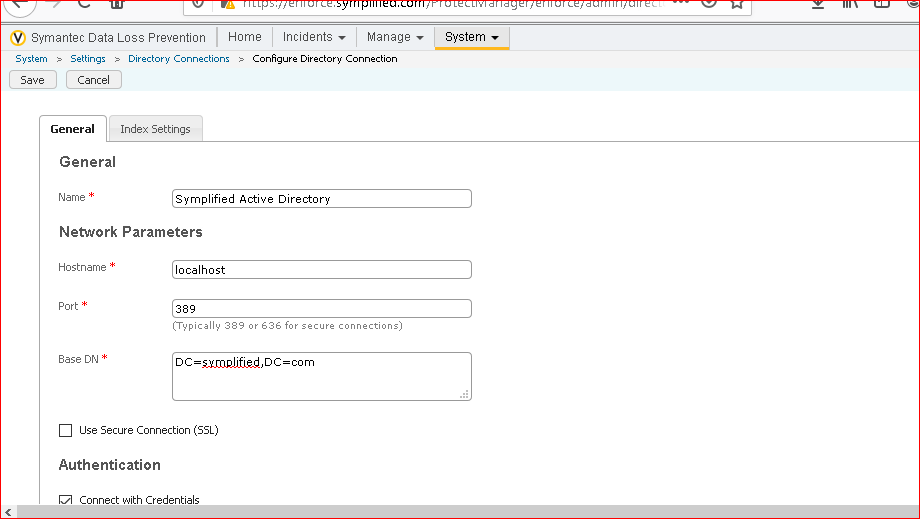 https://enforce.symplified.com/ProtectManager/enforce/admin/direct
Symantec Data Loss Prevention Home Incidents Manage System
System > Settings > Directory Connections > Configure Directory Connection
Save Cancel
General Index Settings
General
Name * Symplified Active Directory
Network Parameters
Hostname * localhost
Port * 389
(Typically 389 or 636 for secure connections)
Base DN * DC=symplified,DC=com
Use Secure Connection (SSL)
Authentication
Connect with Credentials